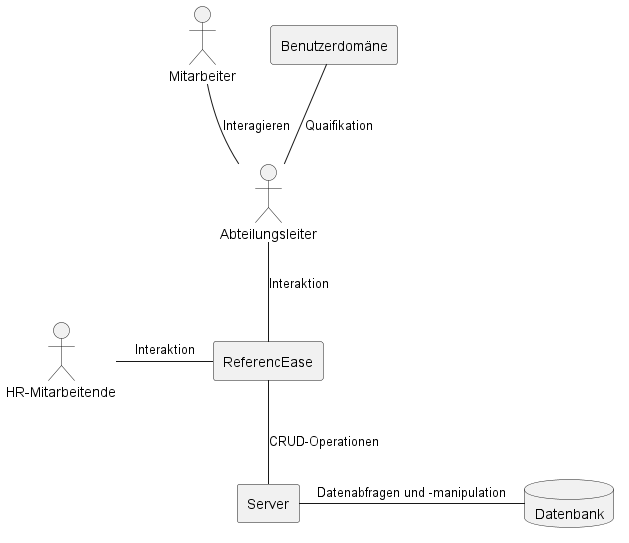 Benutzerdomäne
Mitarbeiter
Interagieren
Quaifikation
Abteilungsleiter
Interaktion
Interaktion
ReferencEase
HR-Mitarbeitende
CRUD-Operationen
Datenabfragen und -manipulation
Server
Datenbank